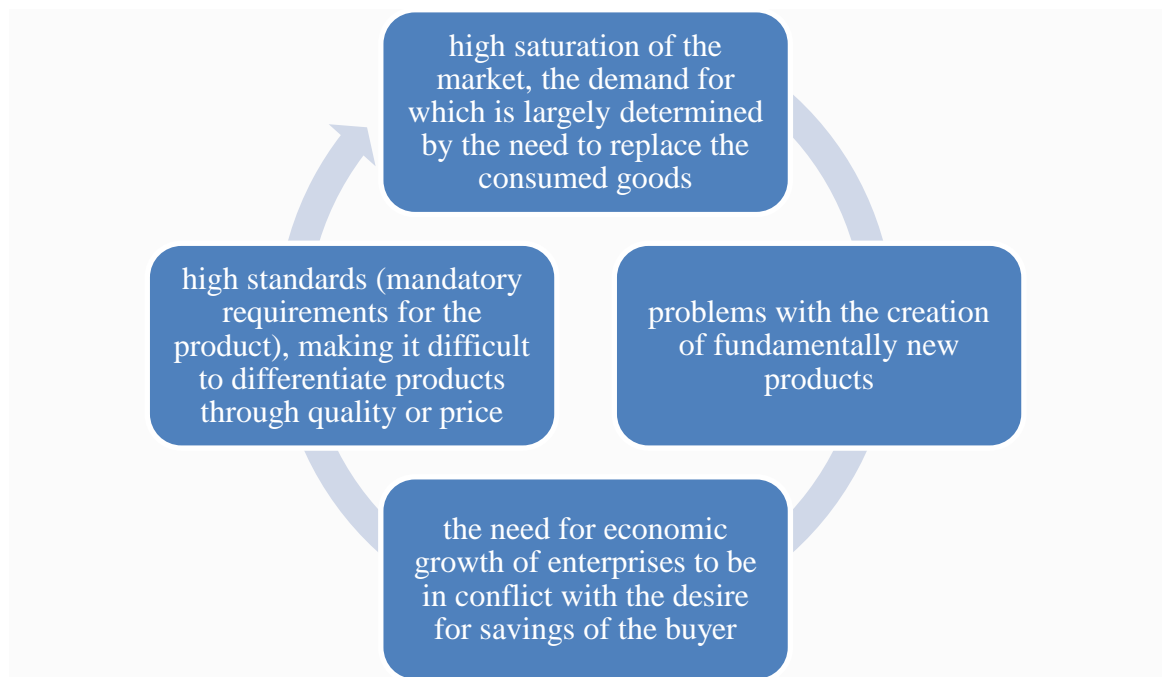 high saturation of the
market, the demand for
which is largely determined
by the need to replace the
consumed goods
problems with the creation
of fundamentally new
products
the need for economic
growth of enterprises to be
in conflict with the desire
for savings of the buyer
high standards (mandatory
requirements for the
product), making it difficult
to differentiate products
through quality or price